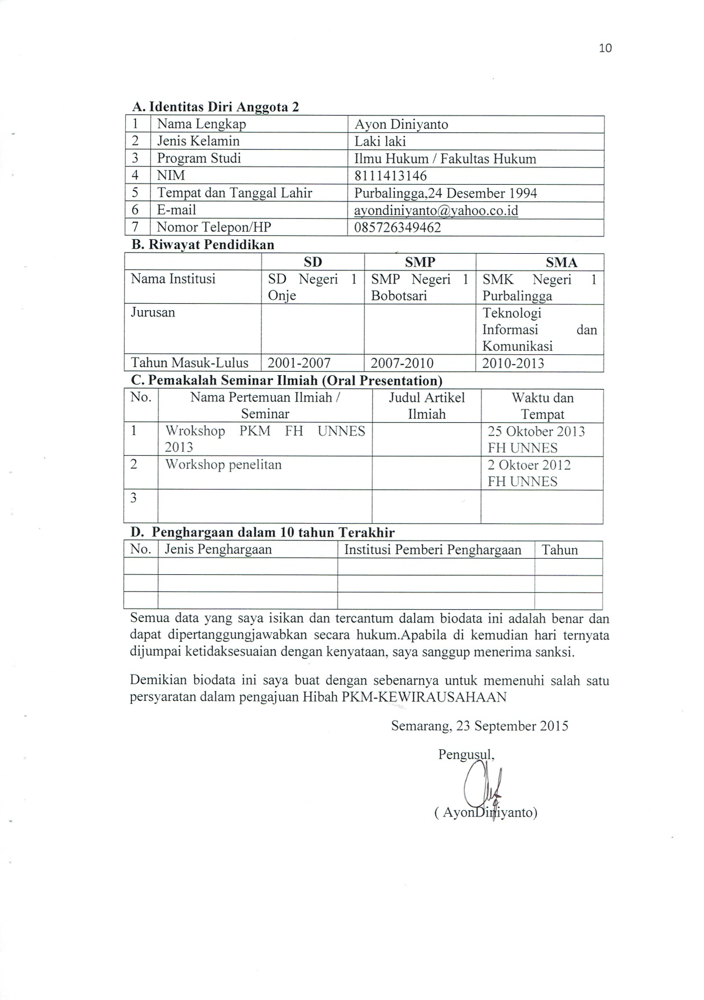 10
A. Identitas Diri Anggota 2
1 Nama Lengkap Ayon Diniyanto
2 Jenis Kelamin Laki laki
3 Program Studi Ilmu Hukum / Fakultas Hukum
4 NIM 8111413146
5 Tempat dan Tanggal Lahir Purbalingga,24 Desember 1994
6 E-mail ayondiniyanto@yahoo.co.id
7 Nomor Telepon/HP 085726349462
B. Riwayat Pendidikan
SD SMP SMA
Nama Institusi SD Negeri 1 SMP Negeri 1 SMK Negeri 1
Onje Bobotsari Purbalingga
Jurusan Teknologi
Informasi dan
Komunikasi
Tahun Masuk-Lulus 2001-2007 2007-2010 2010-2013
C. Pemakalah Seminar Ilmiah (Oral Presentation)
No. Nama Pertemuan Ilmiah / Judul Artikel Waktu dan
Seminar Ilmiah Tempat
1 Wrokshop PKM FH UNNES 25 Oktober 2013
2013 FH UNNES
2 Workshop penelitan 2 Oktoer 2012
FH UNNES
3
D. Penghargaan dalam 10 tahun Terakhir
No. Jenis Penghargaan Institusi Pemberi Penghargaan Tahun
Semua data yang saya isikan dan tercantum dalam biodata ini adalah benar dan
dapat dipertanggungjawabkan secara hukum.Apabila di kemudian hari ternyata
dijumpai ketidaksesuaian dengan kenyataan, saya sanggup menerima sanksi.
Demikian biodata ini saya buat dengan sebenarnya untuk memenuhi salah satu
persyaratan dalam pengajuan Hibah PKM-KEWIRAUSAHAAN
Semarang, 23 September 2015
Pengusul,
( AyonDiniyanto)